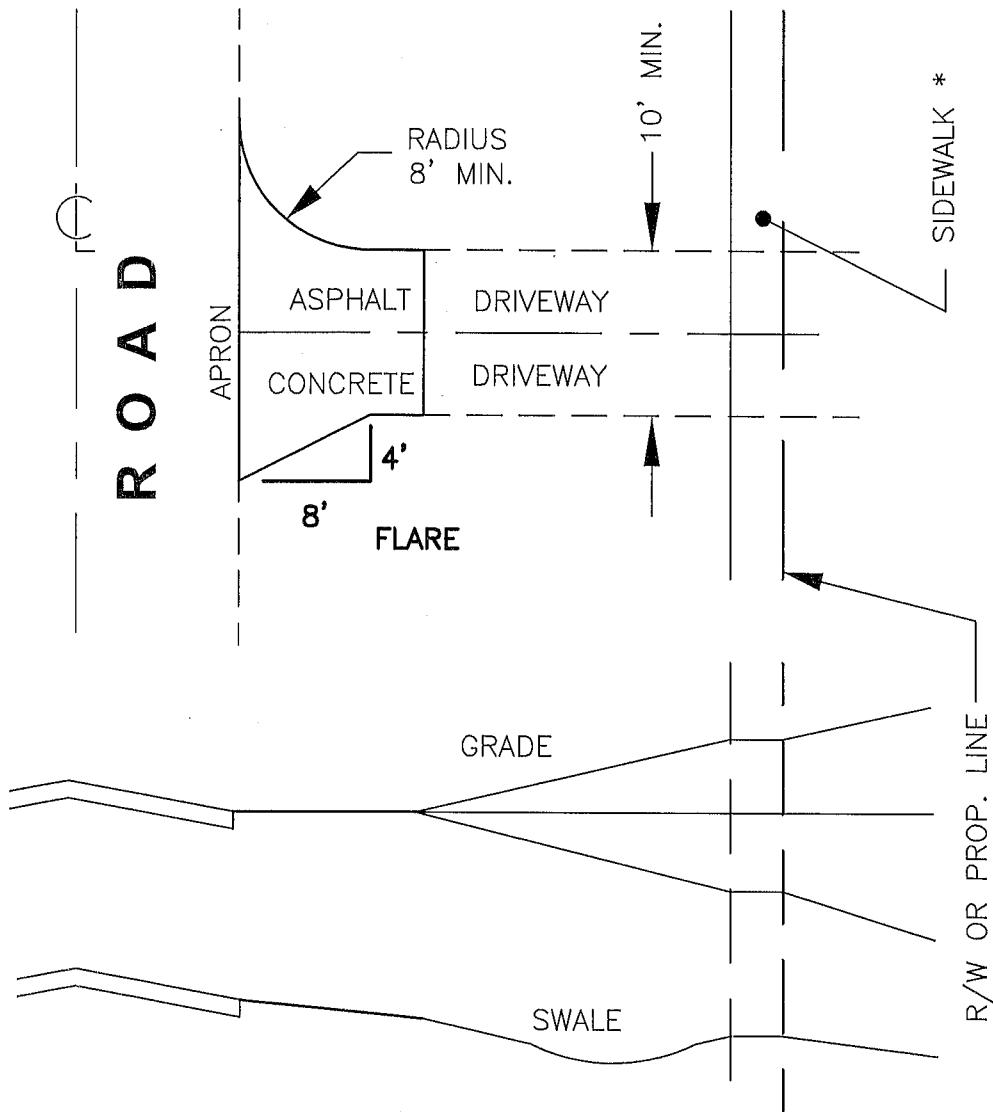 RADIUS
8' MIN.
10' MIN.
SIDEWALK *
℄
ROAD
APRON
ASPHALT
DRIVEWAY
CONCRETE
DRIVEWAY
4'
8'
FLARE
GRADE
R/W OR PROP. LINE
SWALE